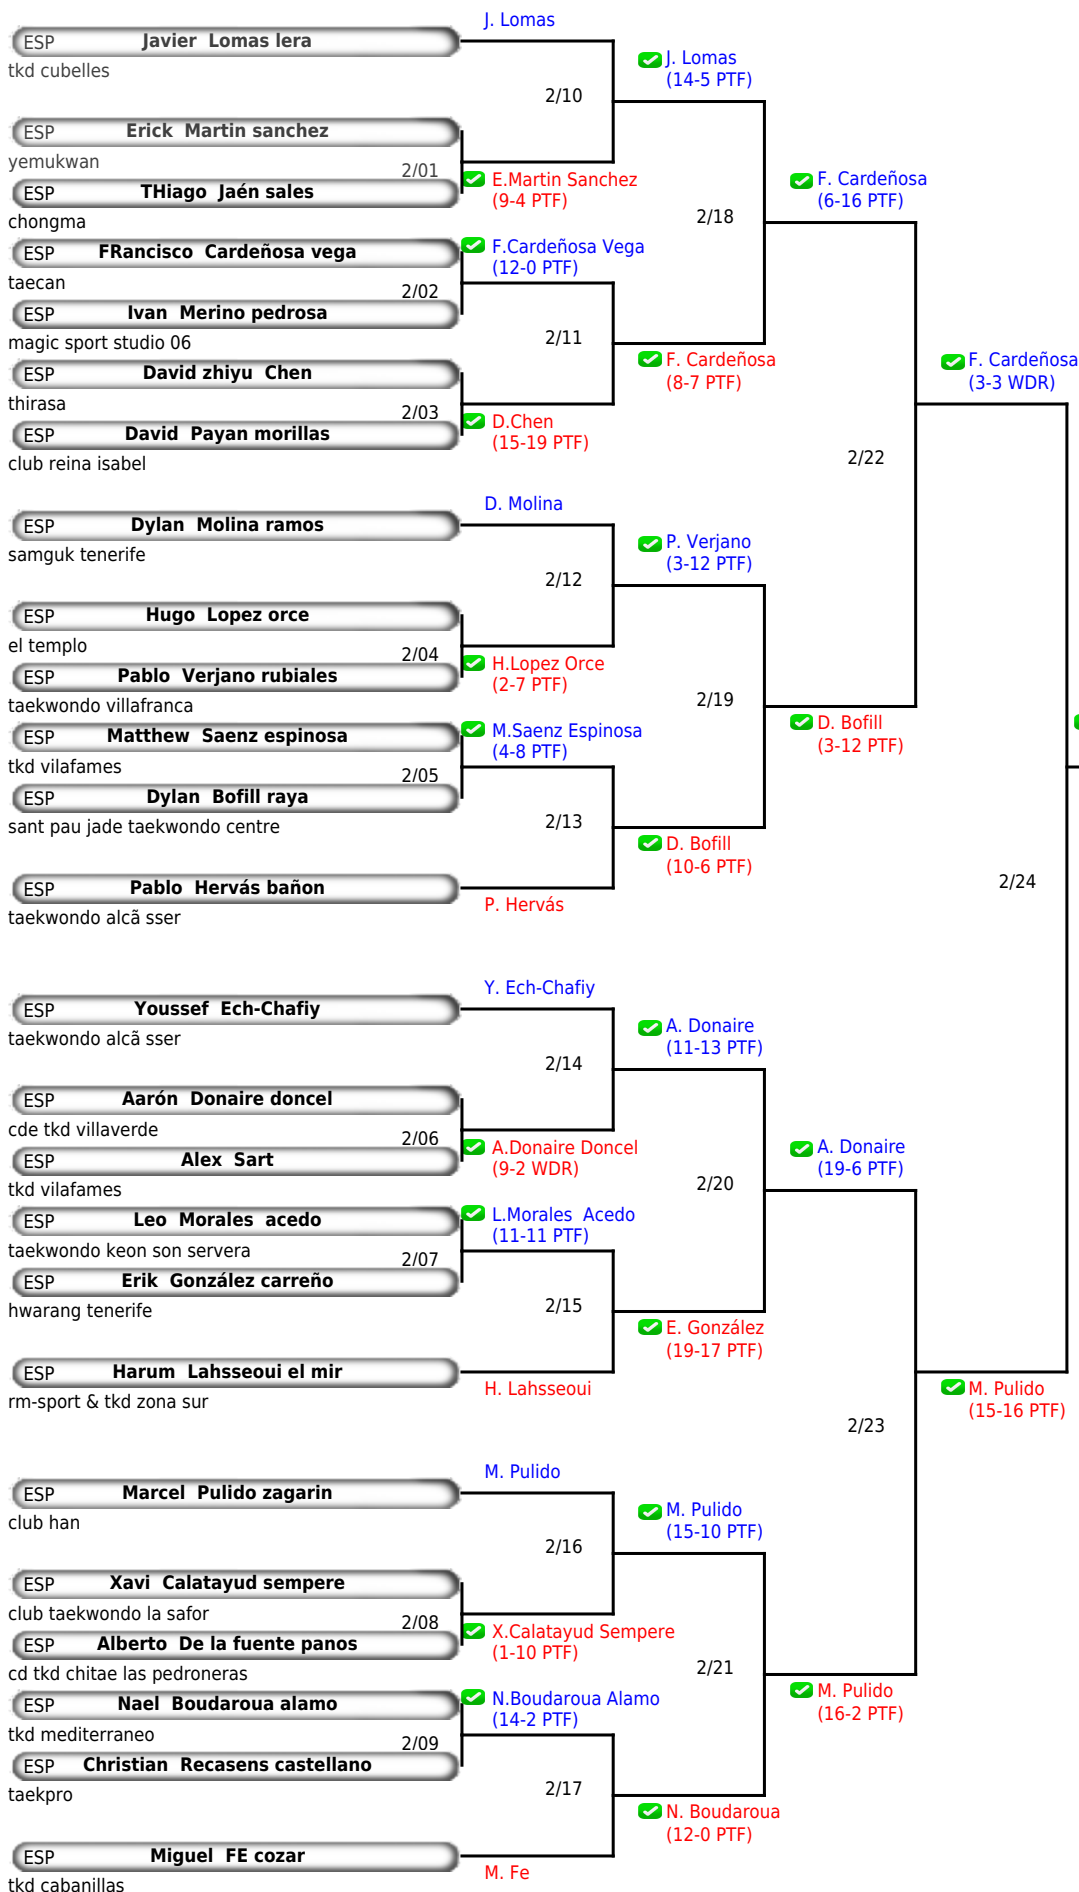 J. Lomas
ESP Javier Lomas lera
tkd cubelles
J. Lomas
(14-5 PTF)
2/10
ESP Erick Martin sanchez
yemukwan
2/01
E.Martin Sanchez
(9-4 PTF)
ESP THiago Jaén sales
chongma
F. Cardeñosa
(6-16 PTF)
2/18
ESP FRancisco Cardeñosa vega
taecan
F.Cardeñosa Vega
(12-0 PTF)
2/02
ESP Ivan Merino pedrosa
magic sport studio 06
2/11
F. Cardeñosa
(8-7 PTF)
F. Cardeñosa
(3-3 WDR)
ESP David zhiyu Chen
thirasa
2/03
D.Chen
(15-19 PTF)
ESP David Payan morillas
club reina isabel
2/22
D. Molina
ESP Dylan Molina ramos
samguk tenerife
P. Verjano
(3-12 PTF)
2/12
ESP Hugo Lopez orce
el templo
2/04
H.Lopez Orce
(2-7 PTF)
ESP Pablo Verjano rubiales
taekwondo villafranca
2/19
ESP Matthew Saenz espinosa
tkd vilafames
M.Saenz Espinosa
(4-8 PTF)
D. Bofill
(3-12 PTF)
2/05
ESP Dylan Bofill raya
sant pau jade taekwondo centre
2/13
D. Bofill
(10-6 PTF)
ESP Pablo Hervás bañon
taekwondo alcã sser
P. Hervás
2/24
Y. Ech-Chafiy
ESP Youssef Ech-Chafiy
taekwondo alcã sser
A. Donaire
(11-13 PTF)
2/14
ESP Aarón Donaire doncel
cde tkd villaverde
2/06
A.Donaire Doncel
(9-2 WDR)
ESP Alex Sart
tkd vilafames
A. Donaire
(19-6 PTF)
2/20
ESP Leo Morales acedo
taekwondo keon son servera
L.Morales Acedo
(11-11 PTF)
2/07
ESP Erik González carreño
hwarang tenerife
2/15
E. González
(19-17 PTF)
ESP Harum Lahsseoui el mir
rm-sport & tkd zona sur
H. Lahsseoui
M. Pulido
(15-16 PTF)
2/23
M. Pulido
ESP Marcel Pulido zagarin
club han
M. Pulido
(15-10 PTF)
2/16
ESP Xavi Calatayud sempere
club taekwondo la safor
2/08
X.Calatayud Sempere
(1-10 PTF)
ESP Alberto De la fuente panos
cd tkd chitae las pedroneras
2/21
ESP Nael Boudaroua alamo
tkd mediterraneo
N.Boudaroua Alamo
(14-2 PTF)
M. Pulido
(16-2 PTF)
2/09
ESP Christian Recasens castellano
taekpro
2/17
N. Boudaroua
(12-0 PTF)
ESP Miguel FE cozar
tkd cabanillas
M. Fe